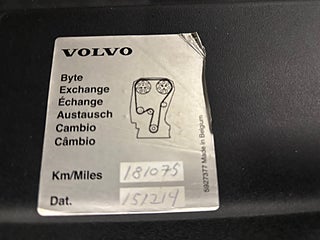 VOLVO
Byte
Exchange
Échange
Austausch
Cambio
Câmbio
Km/Miles 181075
Dat. 151214
5927377 Made in Belgium